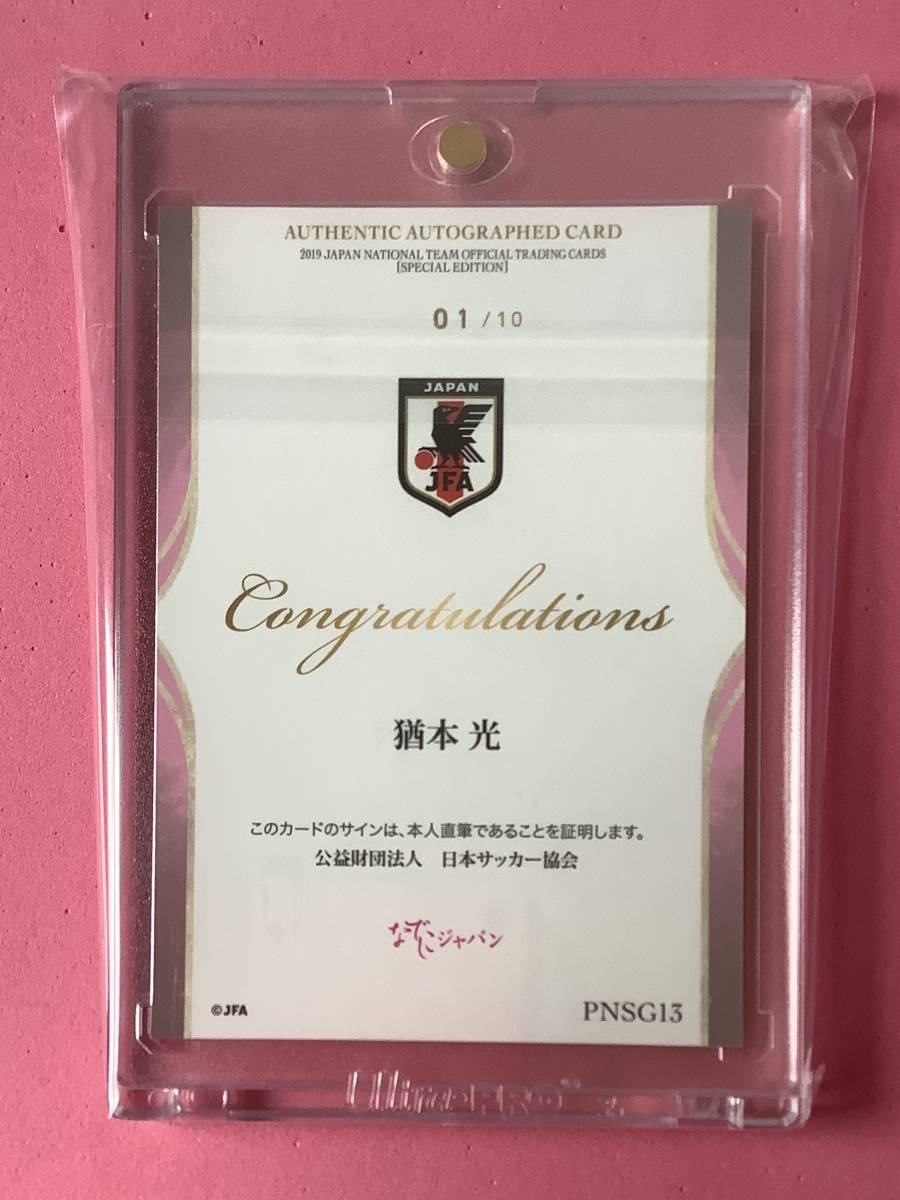 AUTHENTIC AUTOGRAPHED CARD
2019 JAPAN NATIONAL TEAM OFFICIAL TRADING CARDS
[SPECIAL EDITION]
01 / 10
JAPAN
JFA
Congratulations
猶本 光
このカードのサインは、本人直筆であることを証明します。
公益財団法人　日本サッカー協会
なでしこジャパン
©JFA
PNSG13
UltraPRO